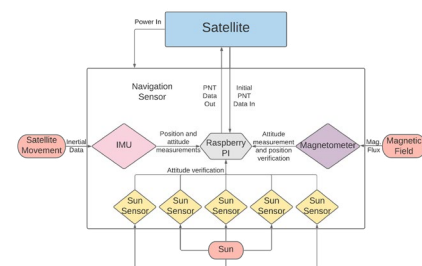 Power In
Satellite
Navigation
Sensor
PNT
Data
Out
Initial
PNT
Data In
Satellite
Movement
Inertial
Data
IMU
Position and
attitude
measurements
Raspberry
PI
Attitude
measurement
and position
verification
Magnetometer
Mag.
Flux
Magnetic
Field
Attitude verification
Sun
Sensor
Sun
Sensor
Sun
Sensor
Sun
Sensor
Sun
Sensor
Sun